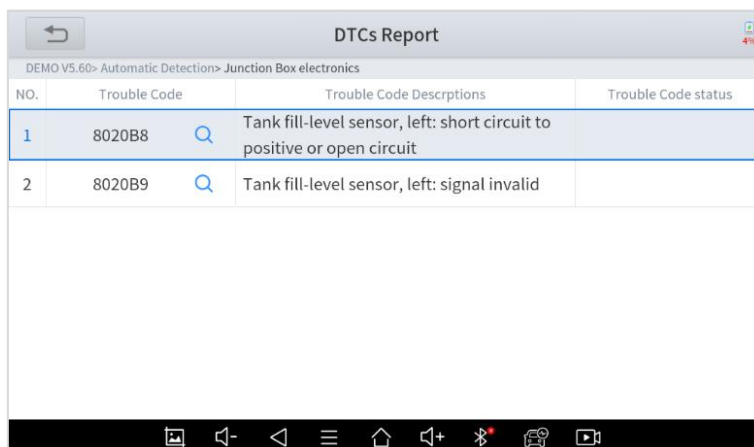 DTCs Report
4%
DEMO V5.60> Automatic Detection> Junction Box electronics
NO. Trouble Code Trouble Code Descrptions Trouble Code status
1 8020B8 Tank fill-level sensor, left: short circuit to
positive or open circuit
2 8020B9 Tank fill-level sensor, left: signal invalid